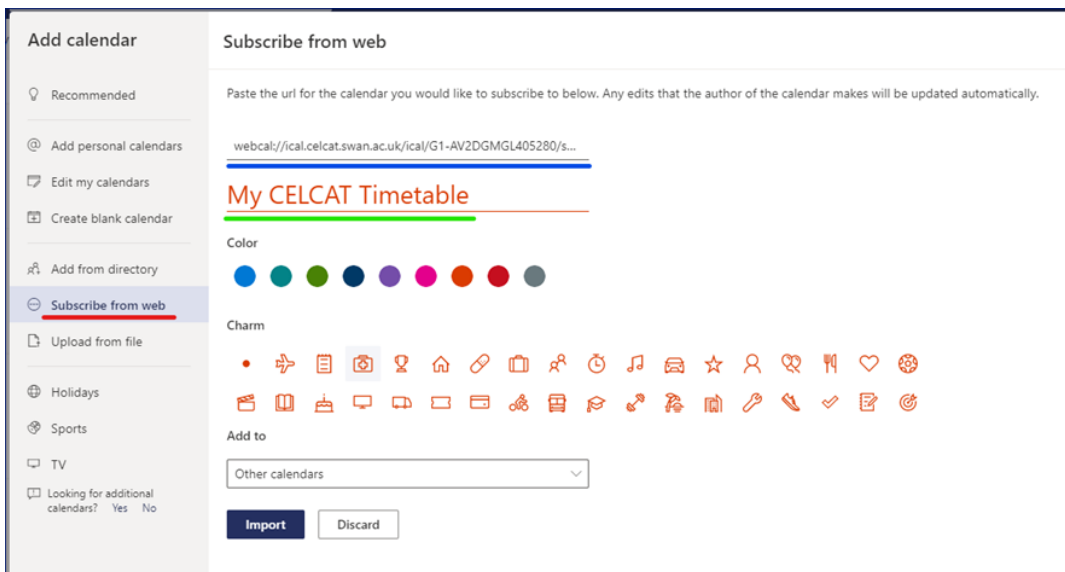 Add calendar
Recommended
Add personal calendars
Edit my calendars
Create blank calendar
Add from directory
Subscribe from web
Upload from file
Holidays
Sports
TV
Looking for additional
calendars? Yes No
Subscribe from web
Paste the url for the calendar you would like to subscribe to below. Any edits that the author of the calendar makes will be updated automatically.
webcal://ical.celcat.swan.ac.uk/ical/G1-AV2DGMGL405280/s...
My CELCAT Timetable
Color
Charm
Add to
Other calendars
Import Discard